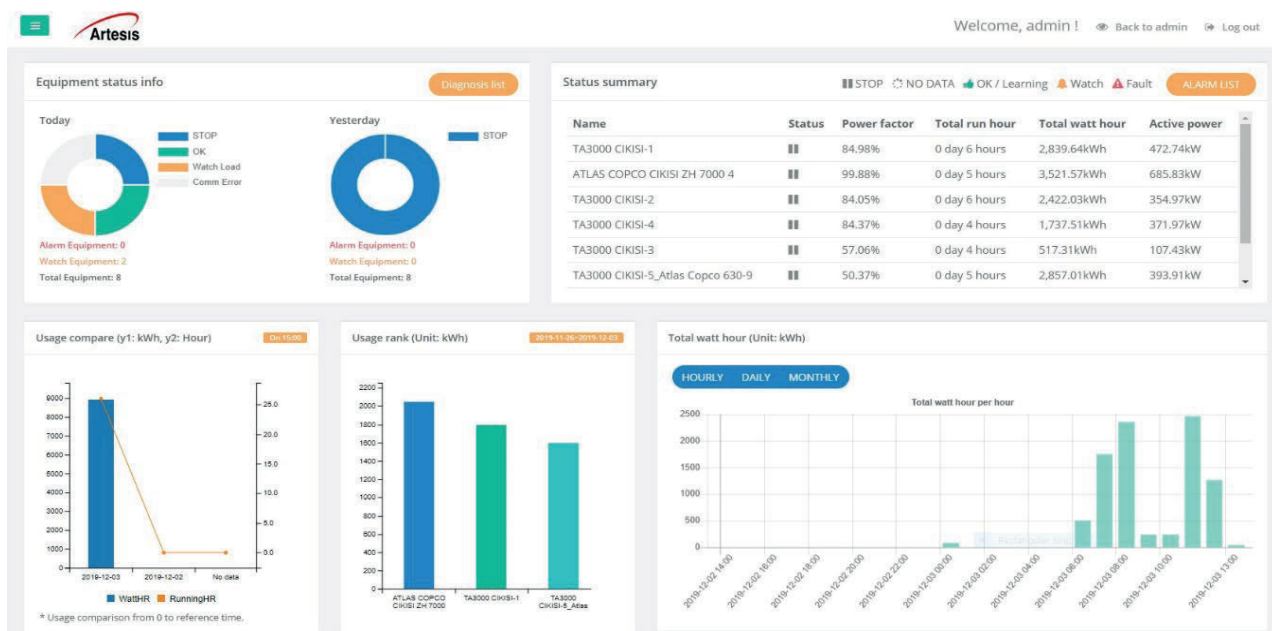 Artesis
Welcome, admin ! Back to admin Log out
Equipment status info
Diagnosis list
Today
STOP
OK
Watch Load
Comm Error
Alarm Equipment: 0
Watch Equipment: 2
Total Equipment: 8
Yesterday
STOP
Alarm Equipment: 0
Watch Equipment: 0
Total Equipment: 8
Status summary
STOP NO DATA OK / Learning Watch Fault
ALARM LIST
Name Status Power factor Total run hour Total watt hour Active power
TA3000 CIKISI-1 84.98% 0 day 6 hours 2,839.64kWh 472.74kW
ATLAS COPCO CIKISI ZH 7000 4 99.88% 0 day 5 hours 3,521.57kWh 685.83kW
TA3000 CIKISI-2 84.05% 0 day 6 hours 2,422.03kWh 354.97kW
TA3000 CIKISI-4 84.37% 0 day 4 hours 1,737.51kWh 371.97kW
TA3000 CIKISI-3 57.06% 0 day 4 hours 517.31kWh 107.43kW
TA3000 CIKISI-5_Atlas Copco 630-9 50.37% 0 day 5 hours 2,857.01kWh 393.91kW
Usage compare (y1: kWh, y2: Hour)
On 15:00
9000
8000
7000
6000
5000
4000
3000
2000
1000
0
25.0
20.0
15.0
10.0
5.0
0.0
2019-12-03 2019-12-02 No data
WattHR RunningHR
* Usage comparison from 0 to reference time.
Usage rank (Unit: kWh)
2019-11-26~2019-12-03
2200
2000
1800
1600
1400
1200
1000
800
600
400
200
0
ATLAS COPCO
CIKISI ZH 7000
TA3000 CIKISI-1
TA3000
CIKISI-5_Atlas
Total watt hour (Unit: kWh)
HOURLY DAILY MONTHLY
Total watt hour per hour
2500
2000
1500
1000
500
0
2019-12-02 14:00
2019-12-02 16:00
2019-12-02 18:00
2019-12-02 20:00
2019-12-02 22:00
2019-12-03 00:00
2019-12-03 02:00
2019-12-03 04:00
2019-12-03 06:00
2019-12-03 08:00
2019-12-03 10:00
2019-12-03 13:00